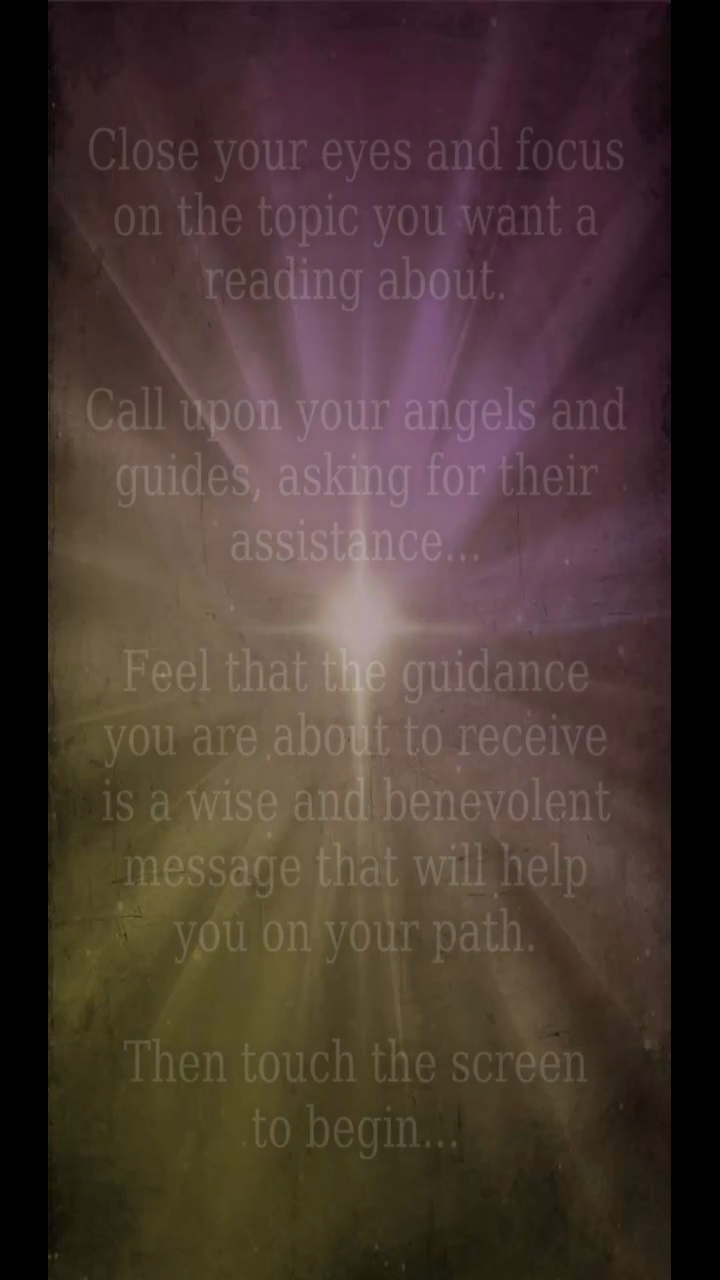 Close your eyes and focus
on the topic you want a
reading about.
Call upon your angels and
guides, asking for their
assistance...
Feel that the guidance
you are about to receive
is a wise and benevolent
message that will help
you on your path.
Then touch the screen
to begin...